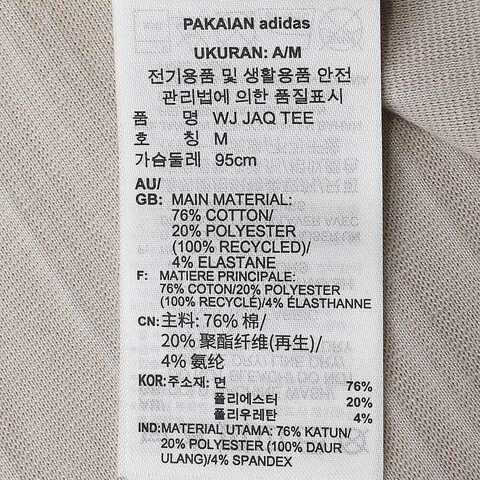 PAKAIAN adidas
UKURAN: A/M
전기용품 및 생활용품 안전
관리법에 의한 품질표시
품 명 WJ JAQ TEE
호 칭 M
가슴둘레 95cm
AU/
GB: MAIN MATERIAL:
76% COTTON/
20% POLYESTER
(100% RECYCLED)/
4% ELASTANE
F: MATIERE PRINCIPALE:
76% COTON/20% POLYESTER
(100% RECYCLÉ)/4% ÉLASTHANNE
CN:主料: 76% 棉/
20% 聚酯纤维(再生)/
4% 氨纶
KOR:주소재: 면 76%
폴리에스터 20%
폴리우레탄 4%
IND:MATERIAL UTAMA: 76% KATUN/
20% POLYESTER (100% DAUR
ULANG)/4% SPANDEX